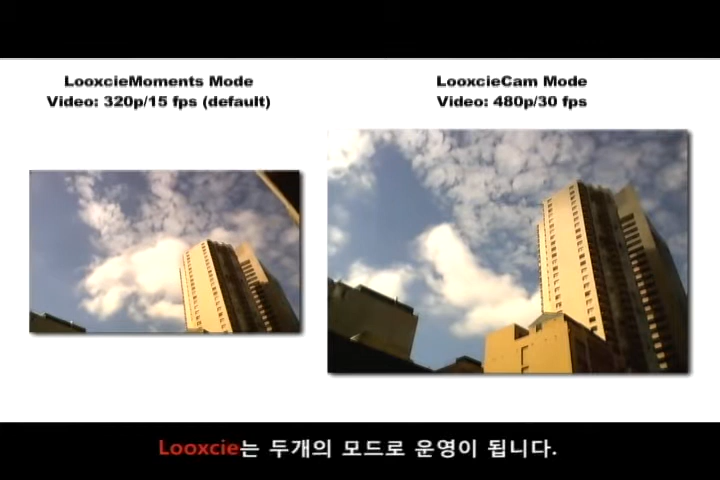 LooxcieMoments Mode
Video: 320p/15 fps (default)
LooxcieCam Mode
Video: 480p/30 fps
Looxcie는 두개의 모드로 운영이 됩니다.